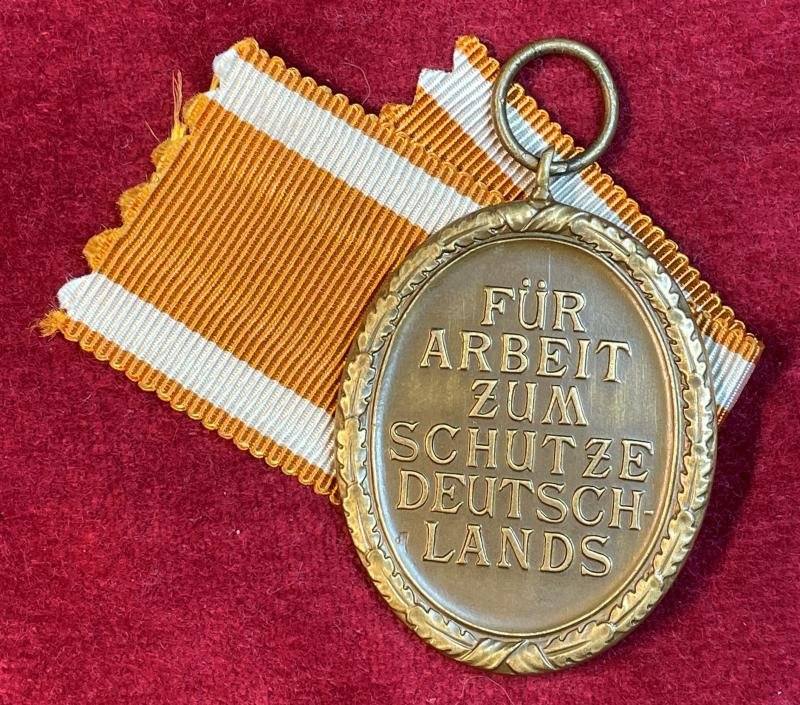 FÜR
ARBEIT
ZUM
SCHUTZE
DEUTSCH-
LANDS